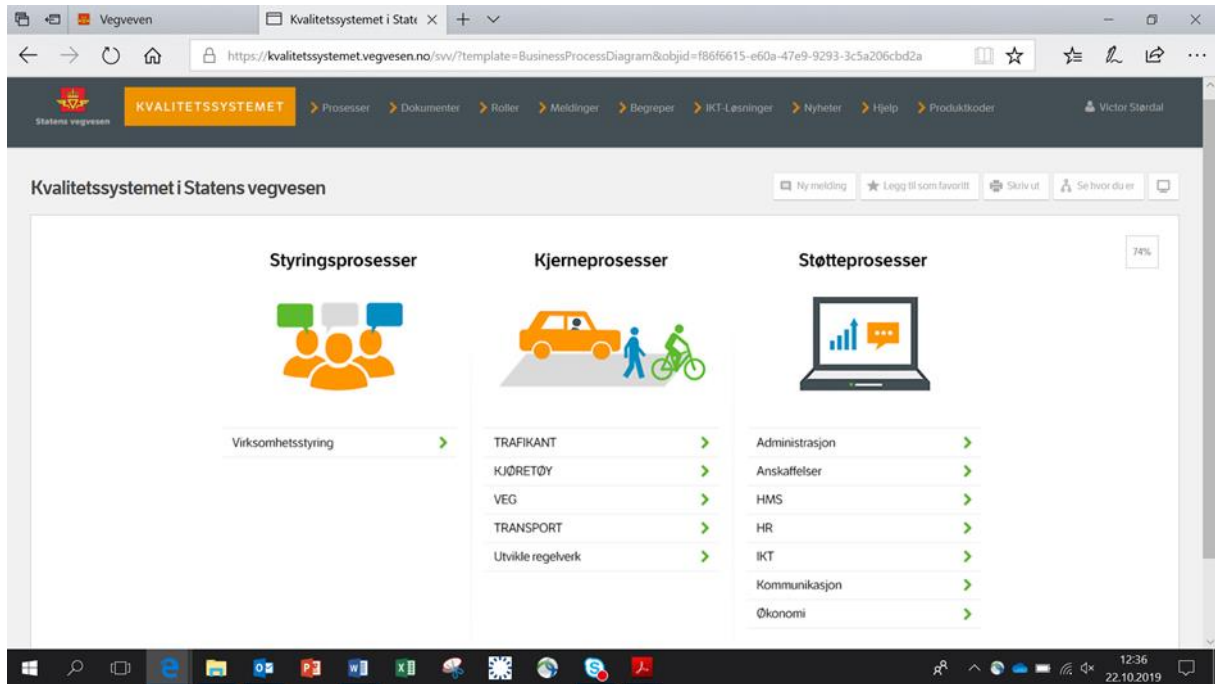 Vegveven
Kvalitetssystemet i State
https://kvalitetssystemet.vegvesen.no/svv/?template=BusinessProcessDiagram&objid=f86f6615-e60a-47e9-9293-3c5a206cbd2a
Statens vegvesen
KVALITETSSYSTEMET
Prosesser
Dokumenter
Roller
Meldinger
Begreper
IKT-Løsninger
Nyheter
Hjelp
Produktkoder
Victor Størdal
Kvalitetssystemet i Statens vegvesen
Ny melding
Legg til som favoritt
Skriv ut
Se hvor du er
74%
Styringsprosesser
Virksomhetsstyring
Kjerneprosesser
TRAFIKANT
KJØRETØY
VEG
TRANSPORT
Utvikle regelverk
Støtteprosesser
Administrasjon
Anskaffelser
HMS
HR
IKT
Kommunikasjon
Økonomi
12:36
22.10.2019